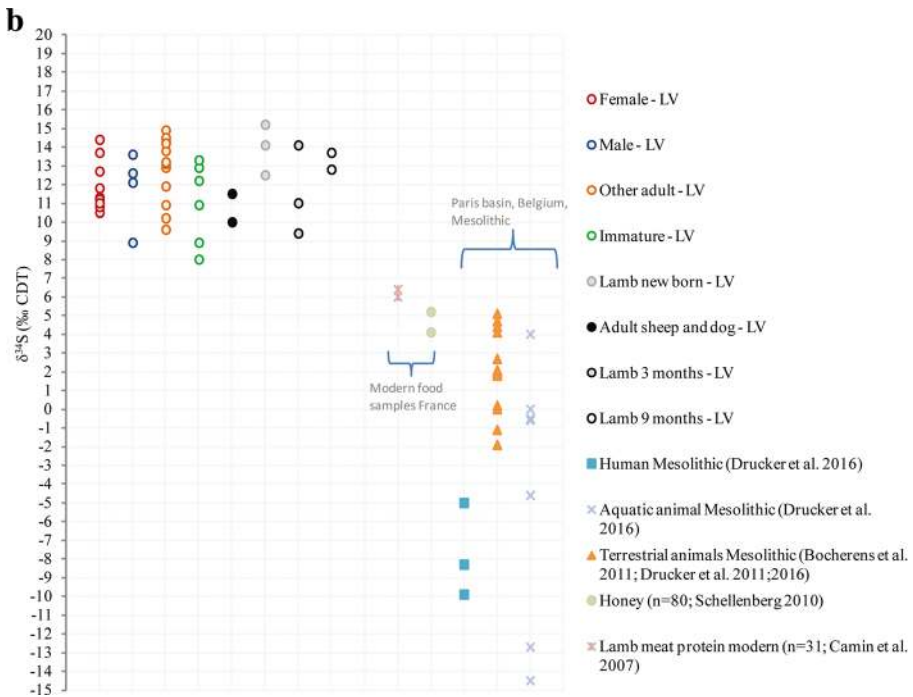 b
20
19
18
17
16
15
14
13
12
11
10
9
8
7
6
5
4
3
2
1
0
-1
-2
-3
-4
-5
-6
-7
-8
-9
-10
-11
-12
-13
-14
-15
δ³⁴S (‰ CDT)
Paris basin, Belgium,
Mesolithic
Modern food
samples France
Female - LV
Male - LV
Other adult - LV
Immature - LV
Lamb new born - LV
Adult sheep and dog - LV
Lamb 3 months - LV
Lamb 9 months - LV
Human Mesolithic (Drucker et al. 2016)
Aquatic animal Mesolithic (Drucker et al.
2016)
Terrestrial animals Mesolithic (Bocherens et al.
2011; Drucker et al. 2011;2016)
Honey (n=80; Schellenberg 2010)
Lamb meat protein modern (n=31; Camin et al.
2007)